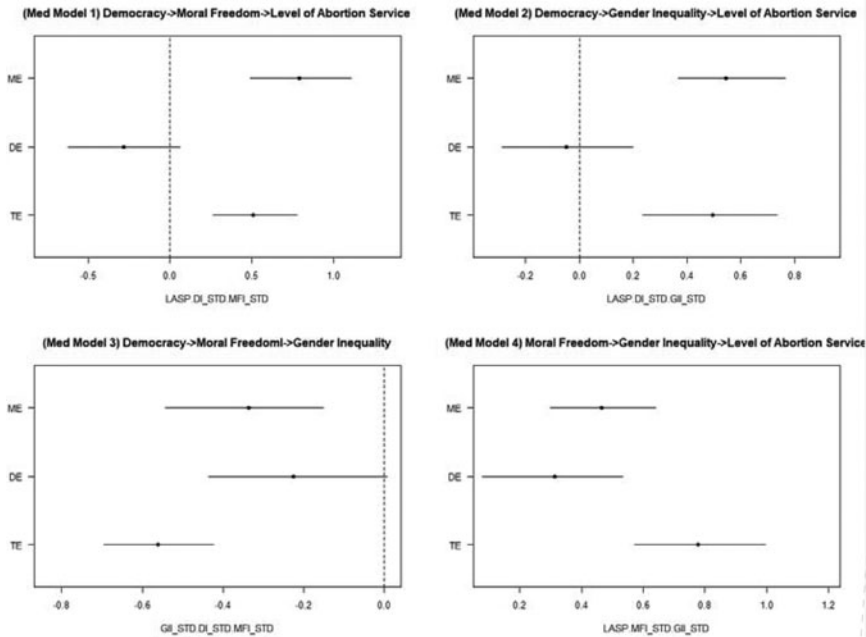 (Med Model 1) Democracy->Moral Freedom->Level of Abortion Service
ME
DE
TE
-0.5 0.0 0.5 1.0
LASP.DI_STD.MFI_STD
(Med Model 2) Democracy->Gender Inequality->Level of Abortion Service
ME
DE
TE
-0.2 0.0 0.2 0.4 0.6 0.8
LASP.DI_STD.GII_STD
(Med Model 3) Democracy->Moral Freedoml->Gender Inequality
ME
DE
TE
-0.8 -0.6 -0.4 -0.2 0.0
GII_STD.DI_STD.MFI_STD
(Med Model 4) Moral Freedom->Gender Inequality->Level of Abortion Service
ME
DE
TE
0.2 0.4 0.6 0.8 1.0 1.2
LASP.MFI_STD.GII_STD